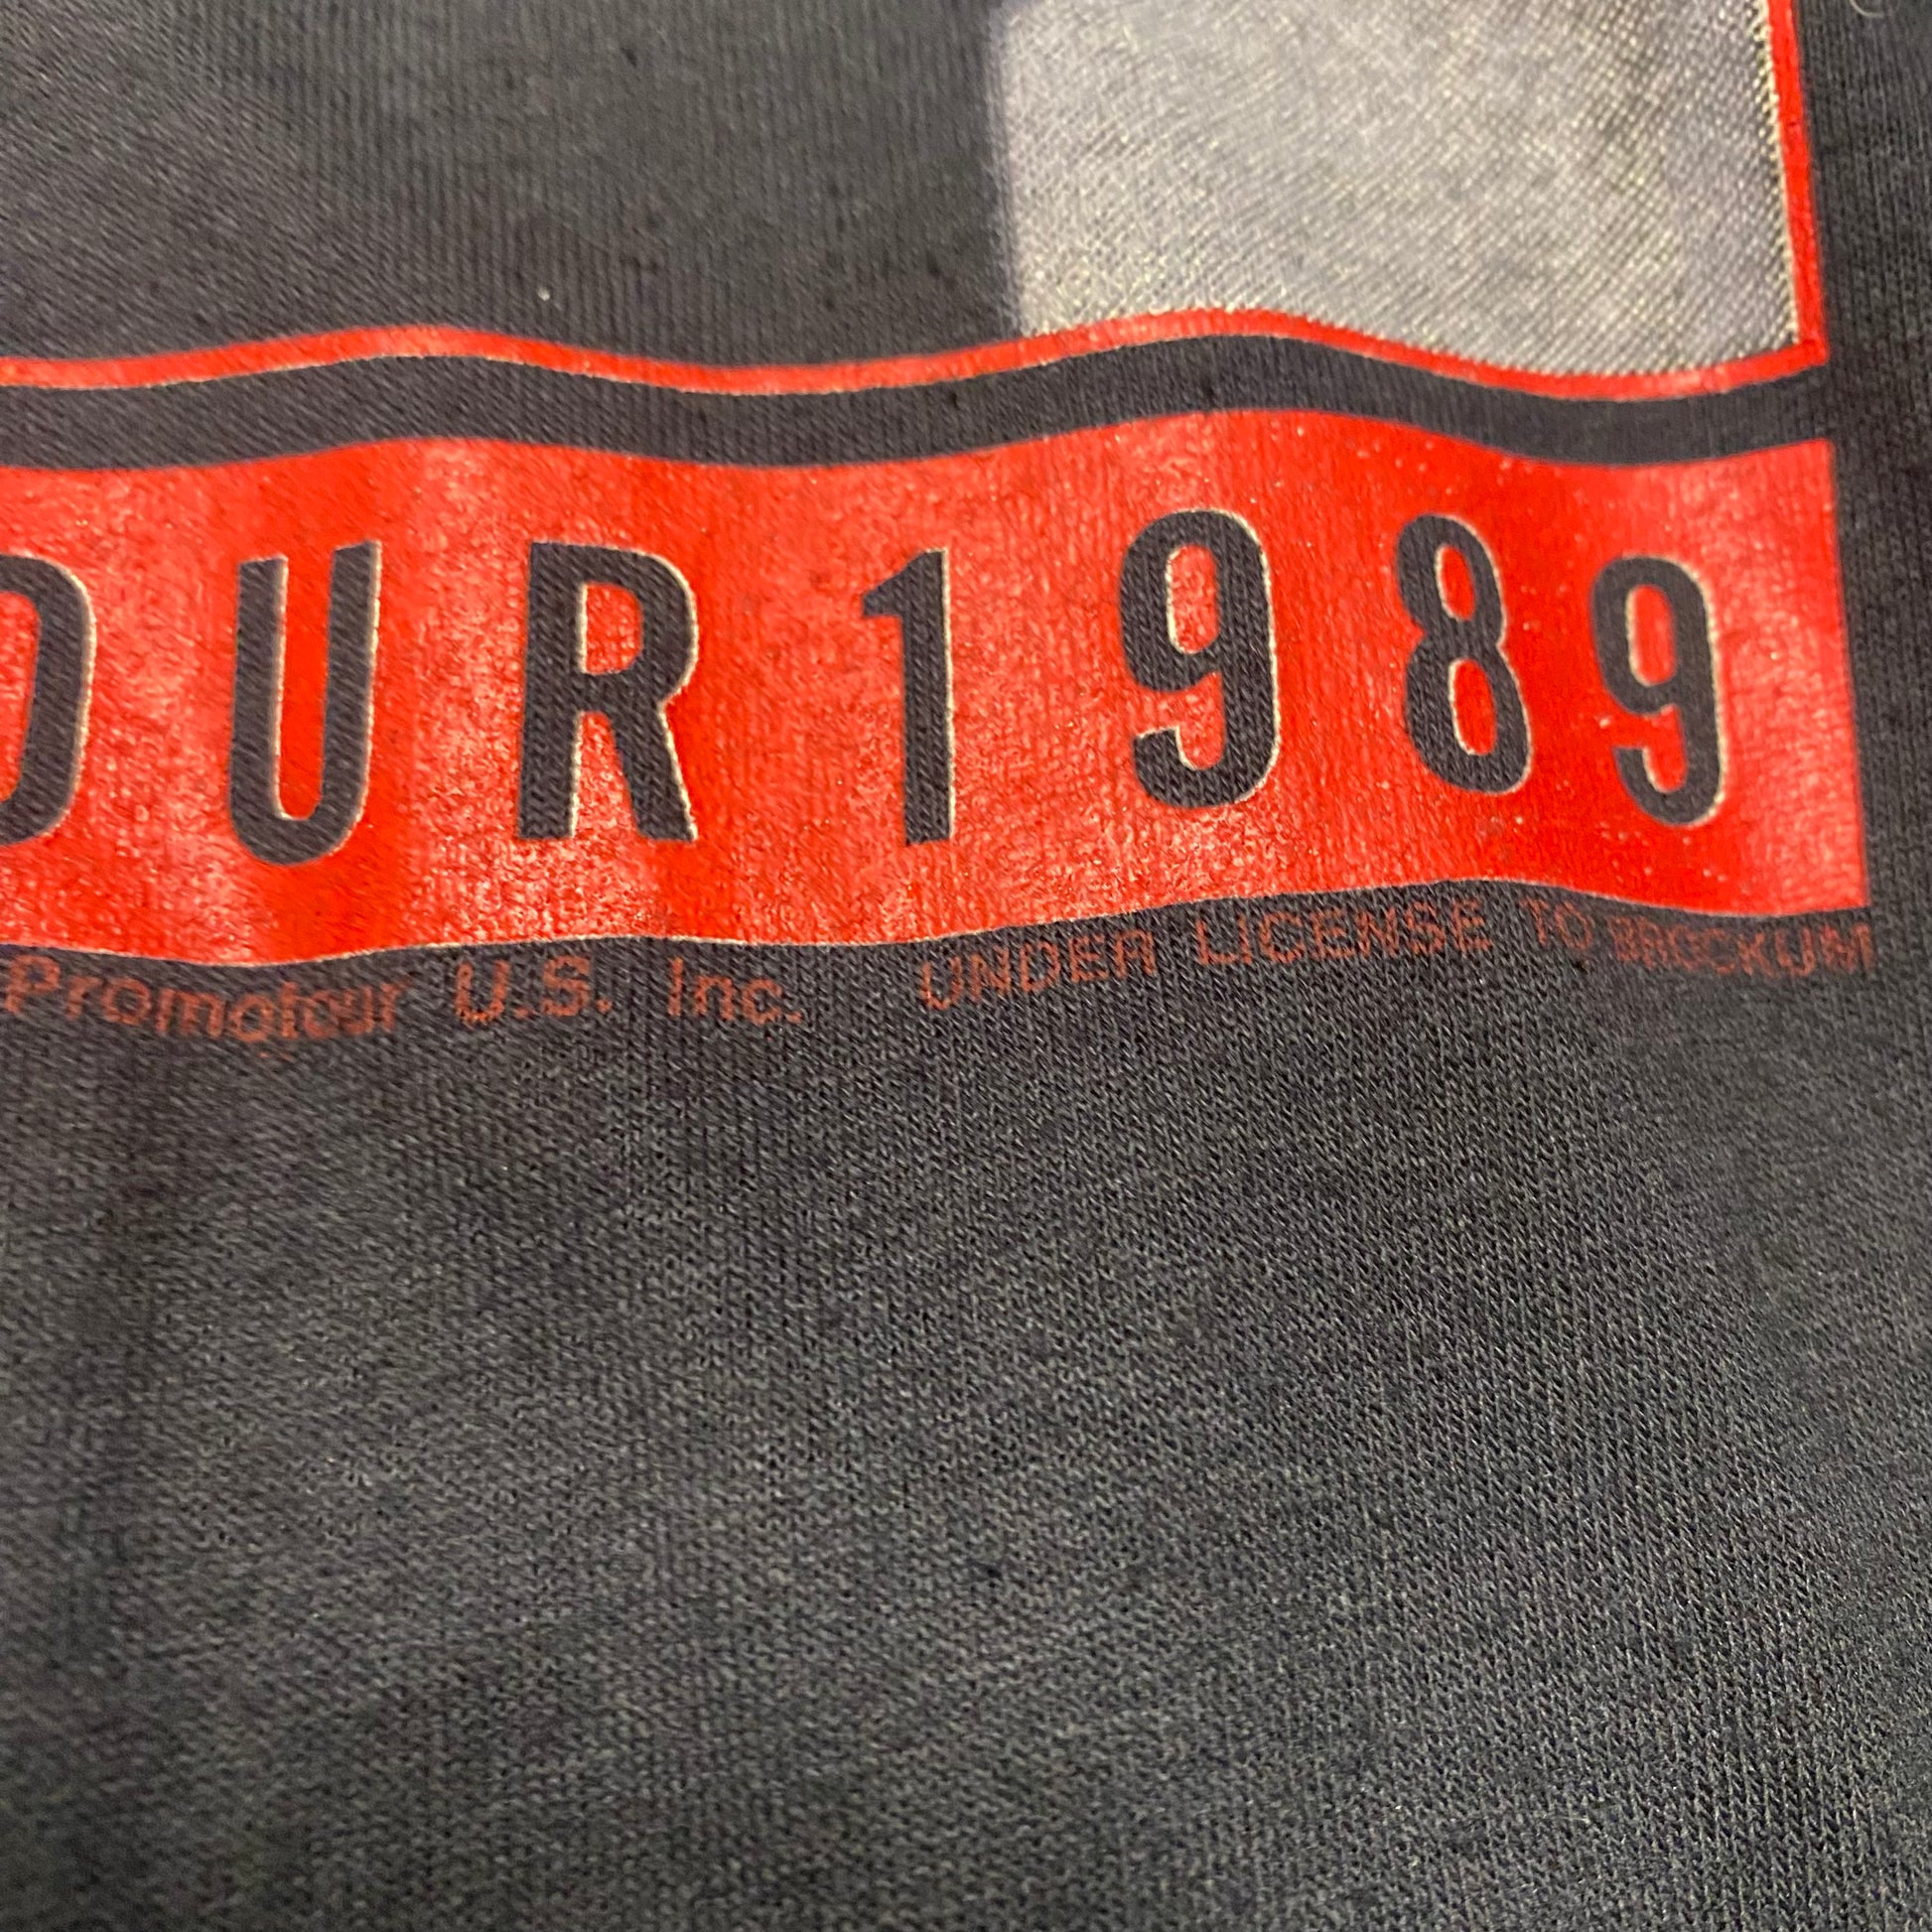 OUR 1989
Promotour U.S. Inc. UNDER LICENSE TO BROCKUM